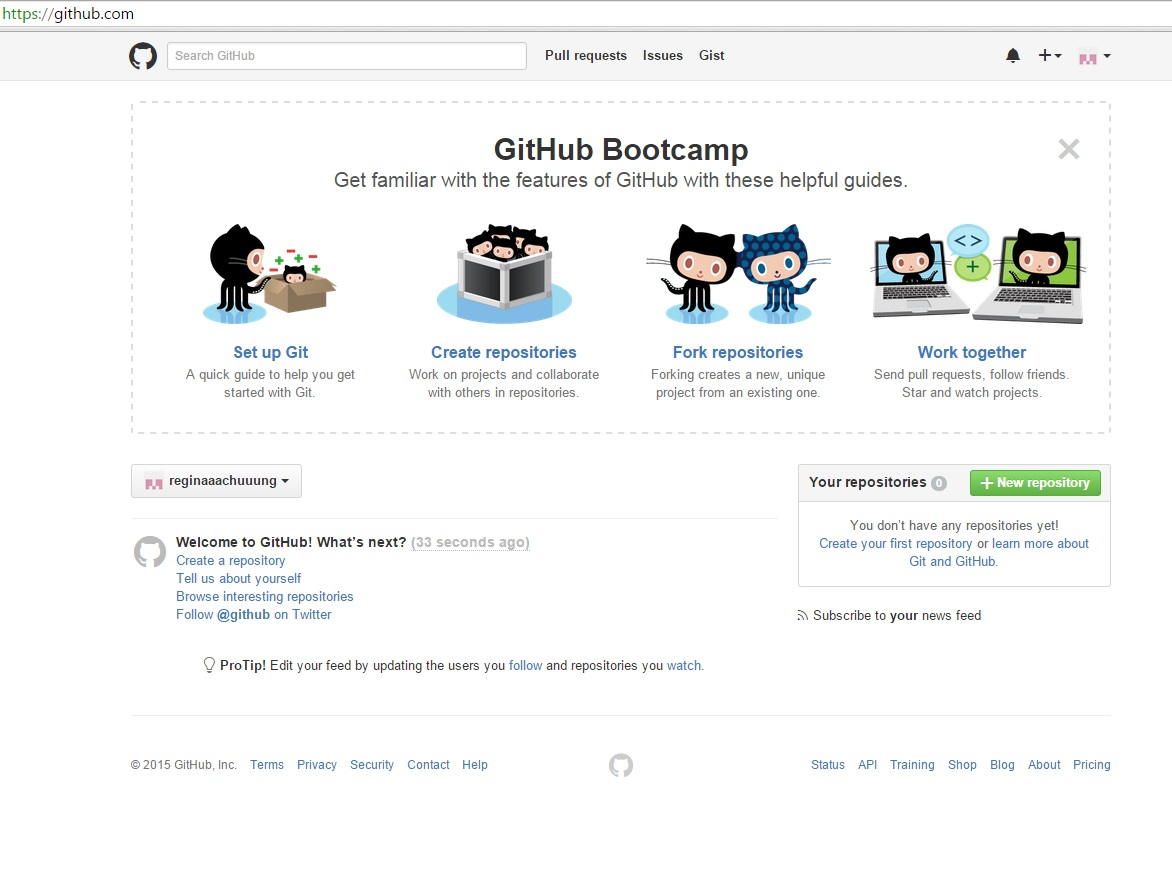 https://github.com
Search GitHub
Pull requests Issues Gist
GitHub Bootcamp
Get familiar with the features of GitHub with these helpful guides.
Set up Git
A quick guide to help you get
started with Git.
Create repositories
Work on projects and collaborate
with others in repositories.
Fork repositories
Forking creates a new, unique
project from an existing one.
Work together
Send pull requests, follow friends.
Star and watch projects.
reginaaachuuung
Welcome to GitHub! What's next? (33 seconds ago)
Create a repository
Tell us about yourself
Browse interesting repositories
Follow @github on Twitter
ProTip! Edit your feed by updating the users you follow and repositories you watch.
Your repositories 0
New repository
You don't have any repositories yet!
Create your first repository or learn more about
Git and GitHub.
Subscribe to your news feed
© 2015 GitHub, Inc. Terms Privacy Security Contact Help
Status API Training Shop Blog About Pricing